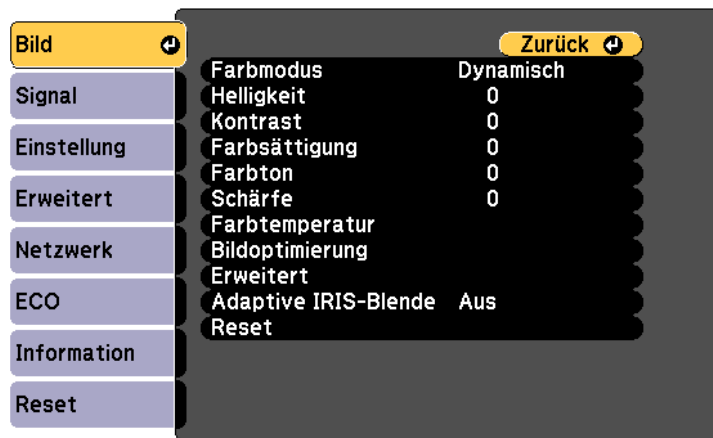 Bild
Signal
Einstellung
Erweitert
Netzwerk
ECO
Information
Reset
Zurück
Farbmodus Dynamisch
Helligkeit 0
Kontrast 0
Farbsättigung 0
Farbton 0
Schärfe 0
Farbtemperatur
Bildoptimierung
Erweitert
Adaptive IRIS-Blende Aus
Reset